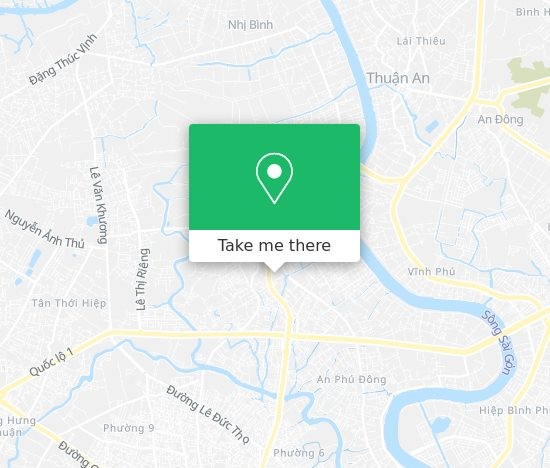 Bình H
Nhị Bình
Lái Thiêu
Đặng Thúc Vịnh
Thuận An
An Đông
Lê Văn Khương
Nguyễn Ảnh Thủ
Take me there
Lê Thị Riêng
Vĩnh Phú
Tân Thới Hiệp
Sông Sài Gòn
Quốc lộ 1
An Phú Đông
Đường Lê Đức Thọ
Hiệp Bình Ph
g Hưng
huận
Phường 9
Phường 6
Đường Q